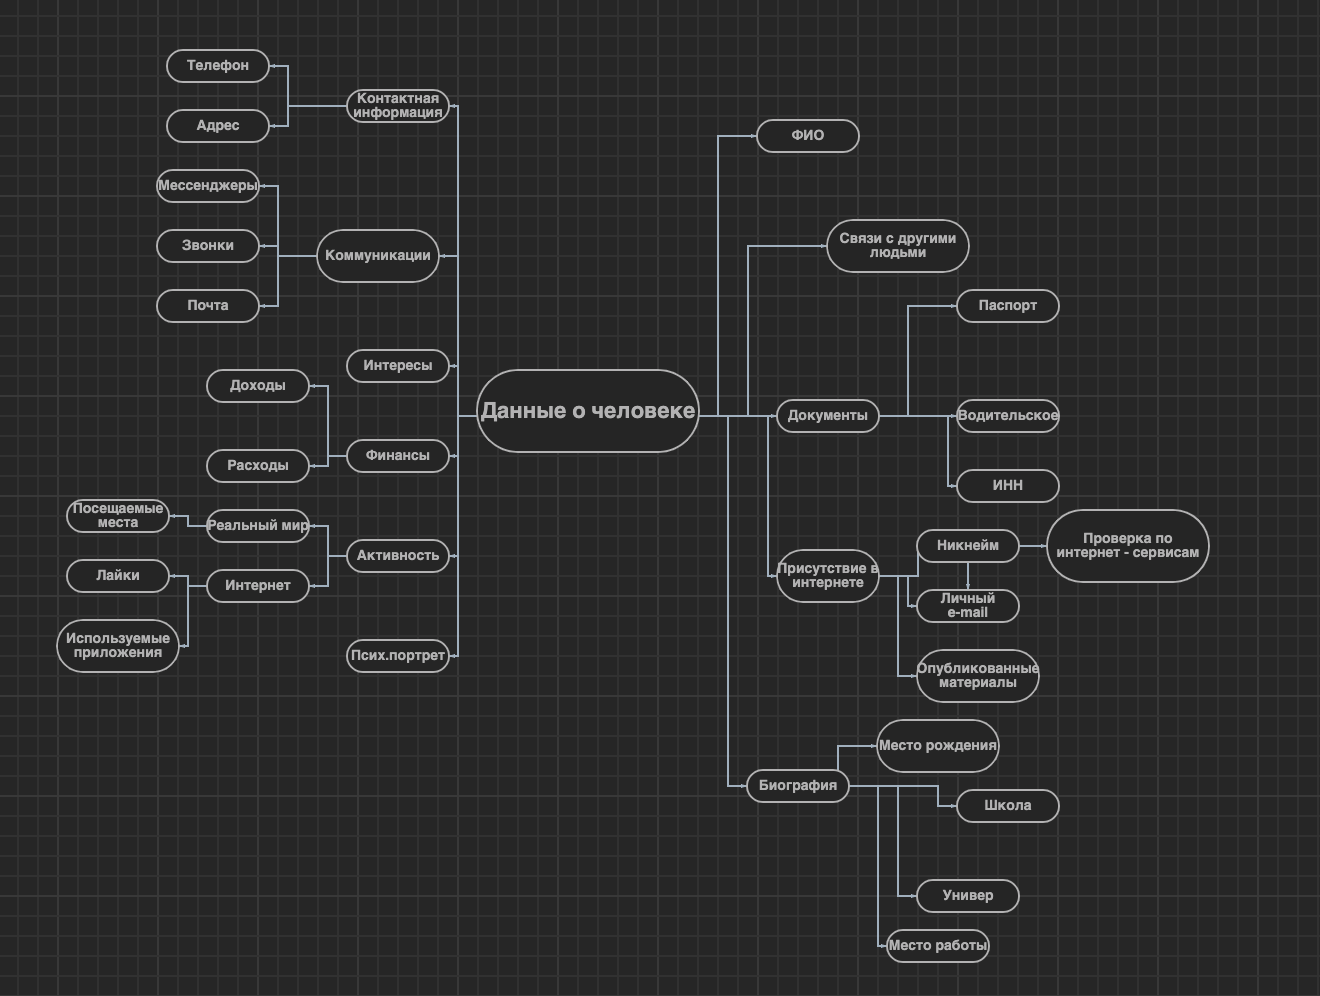 Телефон
Адрес
Контактная
информация
Мессенджеры
Звонки
Почта
Коммуникации
Интересы
Доходы
Расходы
Финансы
Посещаемые
места
Реальный мир
Лайки
Интернет
Используемые
приложения
Активность
Псих.портрет
Данные о человеке
ФИО
Связи с другими
людьми
Документы
Паспорт
Водительское
ИНН
Присутствие в
интернете
Никнейм
Проверка по
интернет - сервисам
Личный
e-mail
Опубликованные
материалы
Биография
Место рождения
Школа
Универ
Место работы